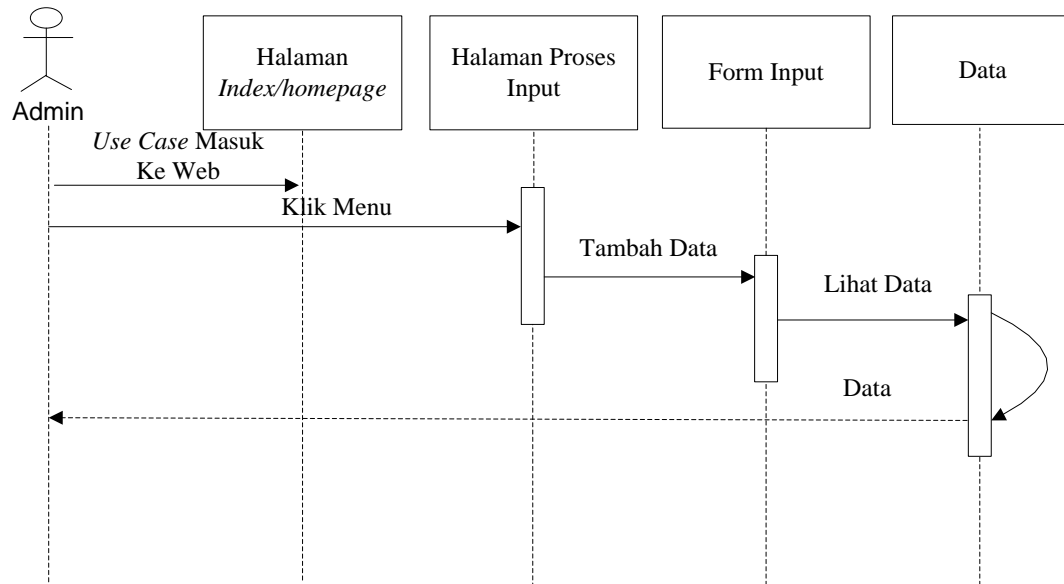 Admin
Halaman
Index/homepage
Halaman Proses
Input
Form Input
Data
Use Case Masuk
Ke Web
Klik Menu
Tambah Data
Lihat Data
Data